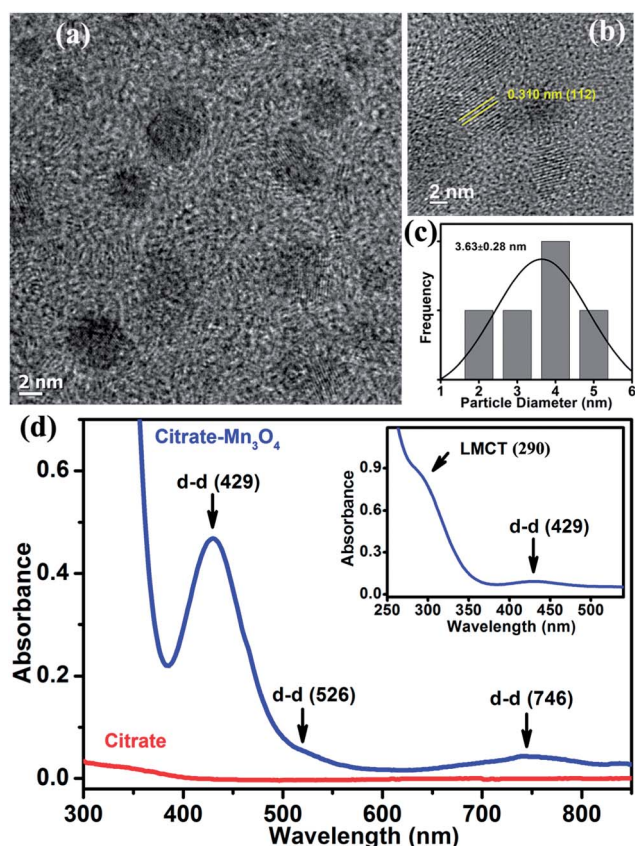 (a)
2 nm
(b)
0.310 nm (112)
2 nm
(c)
3.63±0.28 nm
Frequency
1 2 3 4 5 6
Particle Diameter (nm)
(d)
Citrate-Mn₃O₄
d-d (429)
d-d (526)
d-d (746)
Citrate
Absorbance
0.6
0.4
0.2
0.0
300 400 500 600 700 800
Wavelength (nm)
LMCT (290)
d-d (429)
Absorbance
0.9
0.6
0.3
0.0
250 300 350 400 450 500
Wavelength (nm)